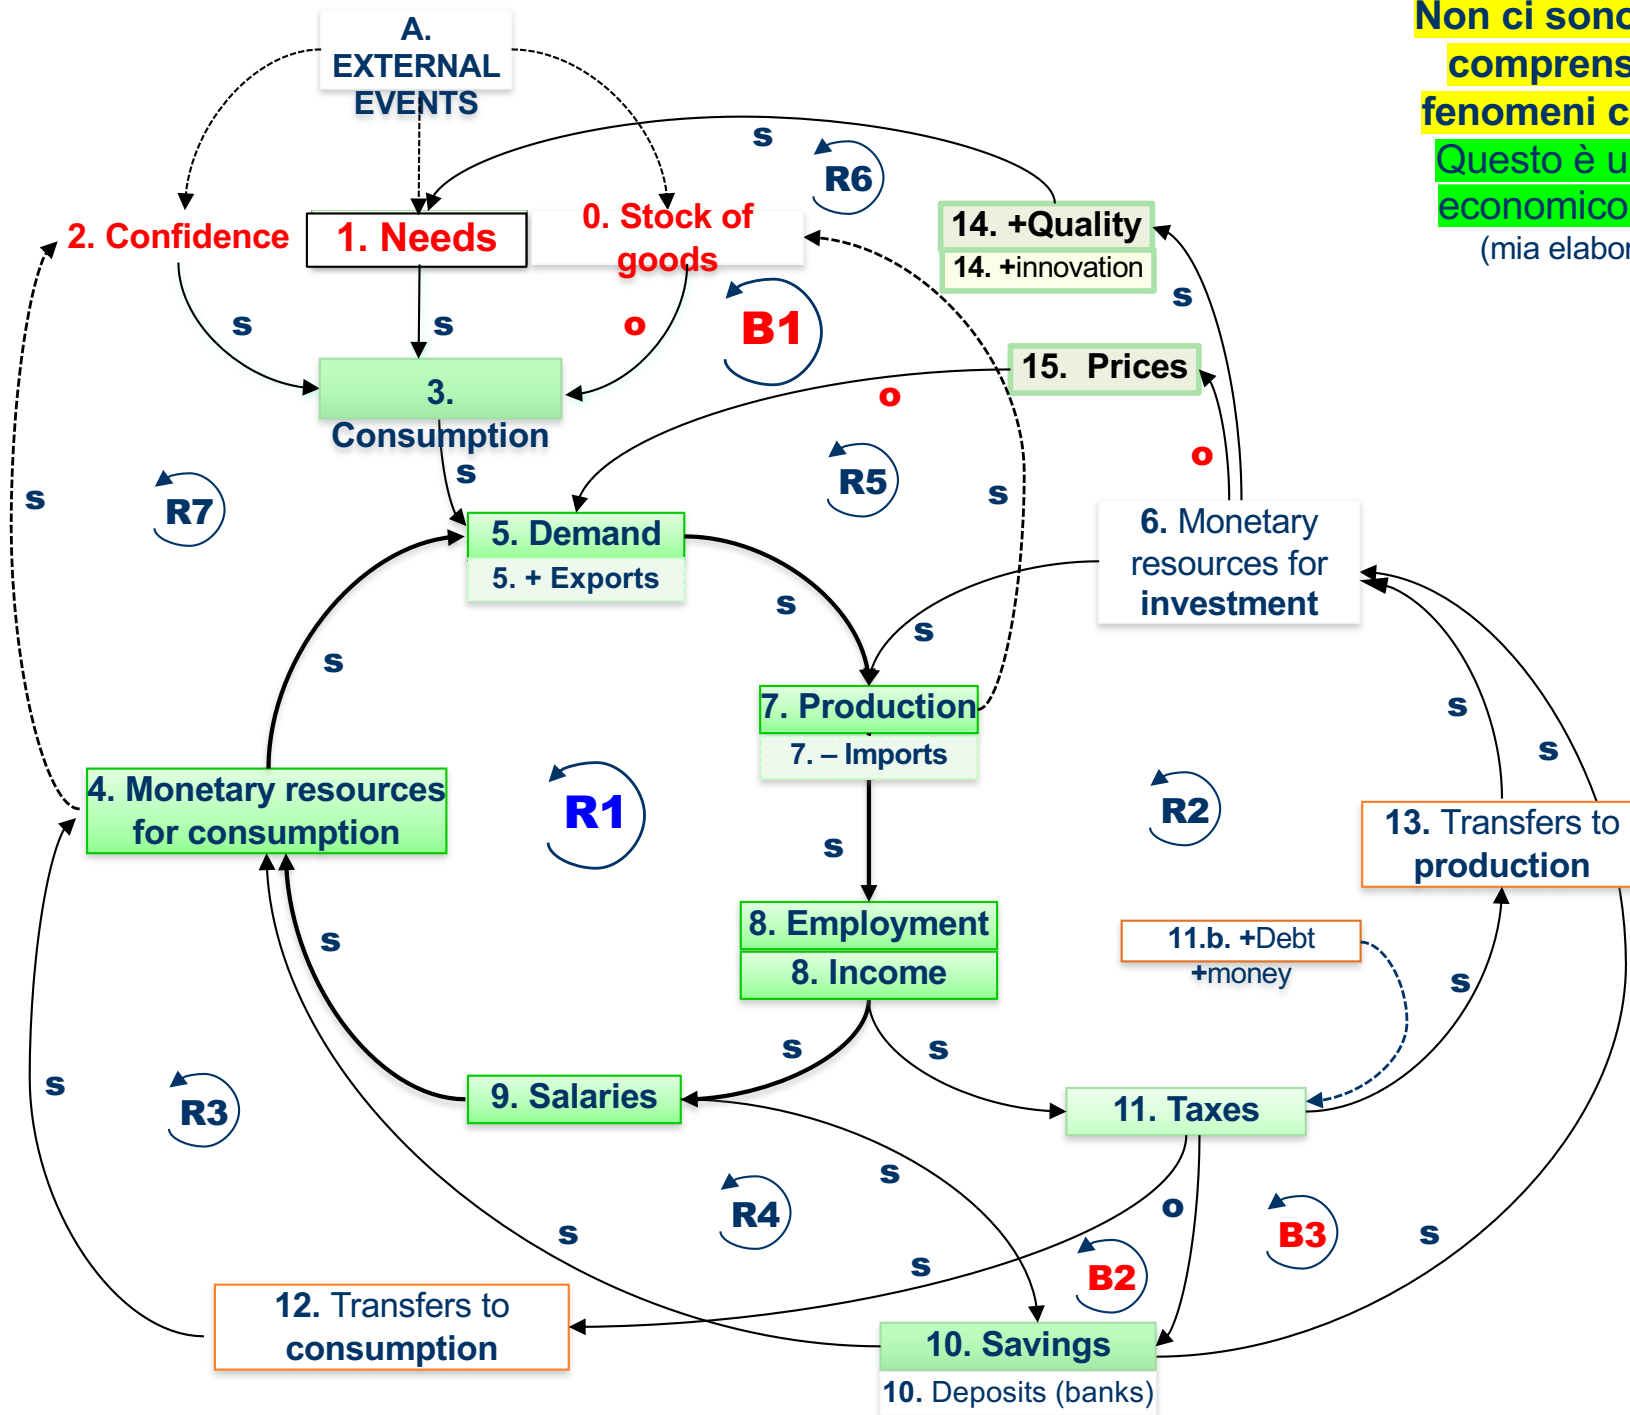 A.
EXTERNAL
EVENTS
Non ci sono
comprens
fenomeni c
Questo è u
economico
(mia elabor
s
R6
2. Confidence
1. Needs
0. Stock of
goods
14. +Quality
14. +innovation
s
s
s
o
B1
15. Prices
o
3.
Consumption
s
s
R7
R5
s
o
5. Demand
5. + Exports
6. Monetary
resources for
investment
s
s
s
7. Production
7. – Imports
s
s
4. Monetary resources
for consumption
R1
R2
s
13. Transfers to
production
8. Employment
8. Income
s
11.b. +Debt
+money
s
s
s
s
R3
9. Salaries
11. Taxes
s
R4
o
B3
s
s
s
B2
12. Transfers to
consumption
10. Savings
10. Deposits (banks)